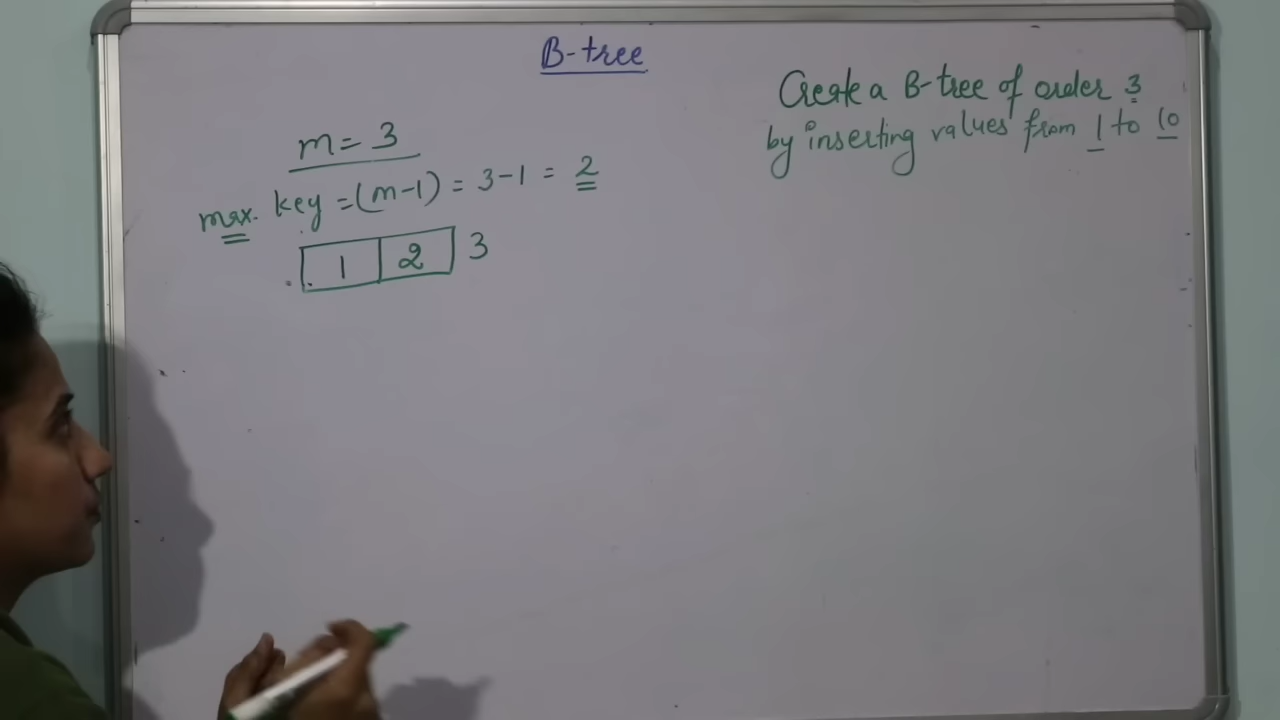 B-tree
Create a B-tree of order 3
by inserting values from 1 to 10
m = 3
max. key = (m-1) = 3-1 = 2
1 2 3